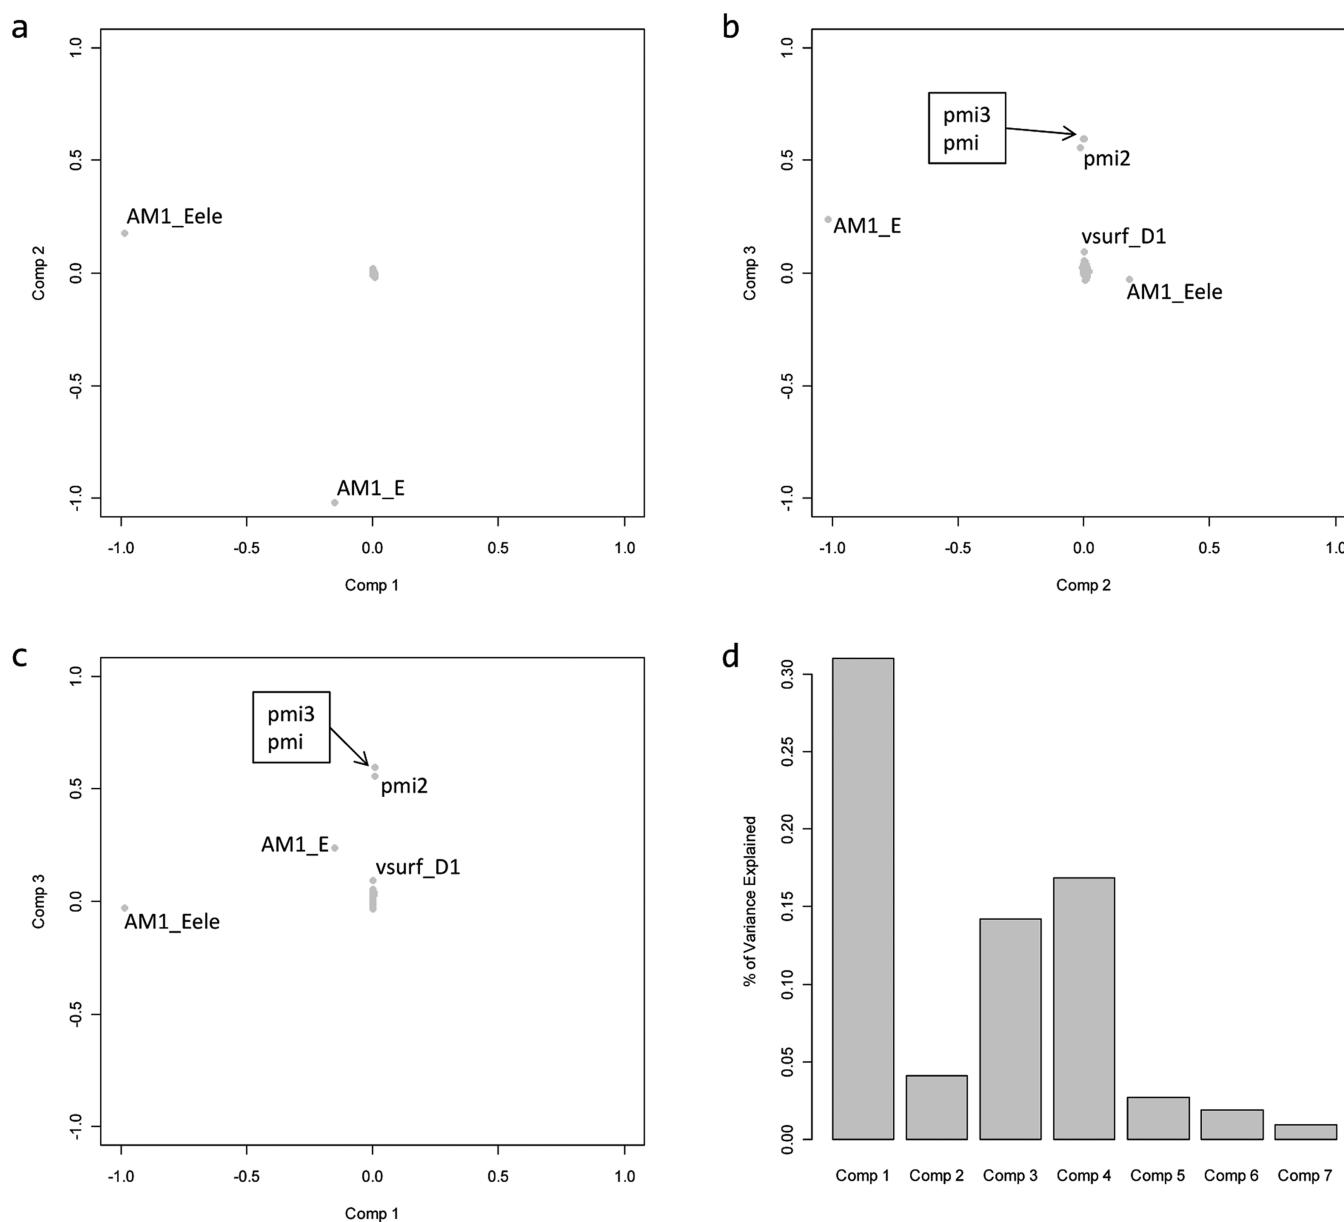 a
1.0
0.5
0.0
-0.5
-1.0
Comp 2
AM1_Eele
AM1_E
-1.0 -0.5 0.0 0.5 1.0
Comp 1
b
1.0
0.5
0.0
-0.5
-1.0
Comp 3
pmi3
pmi
pmi2
AM1_E
vsurf_D1
AM1_Eele
-1.0 -0.5 0.0 0.5 1.0
Comp 2
c
1.0
0.5
0.0
-0.5
-1.0
Comp 3
pmi3
pmi
pmi2
AM1_E
vsurf_D1
AM1_Eele
-1.0 -0.5 0.0 0.5 1.0
Comp 1
d
0.30
0.25
0.20
0.15
0.10
0.05
0.00
% of Variance Explained
Comp 1 Comp 2 Comp 3 Comp 4 Comp 5 Comp 6 Comp 7